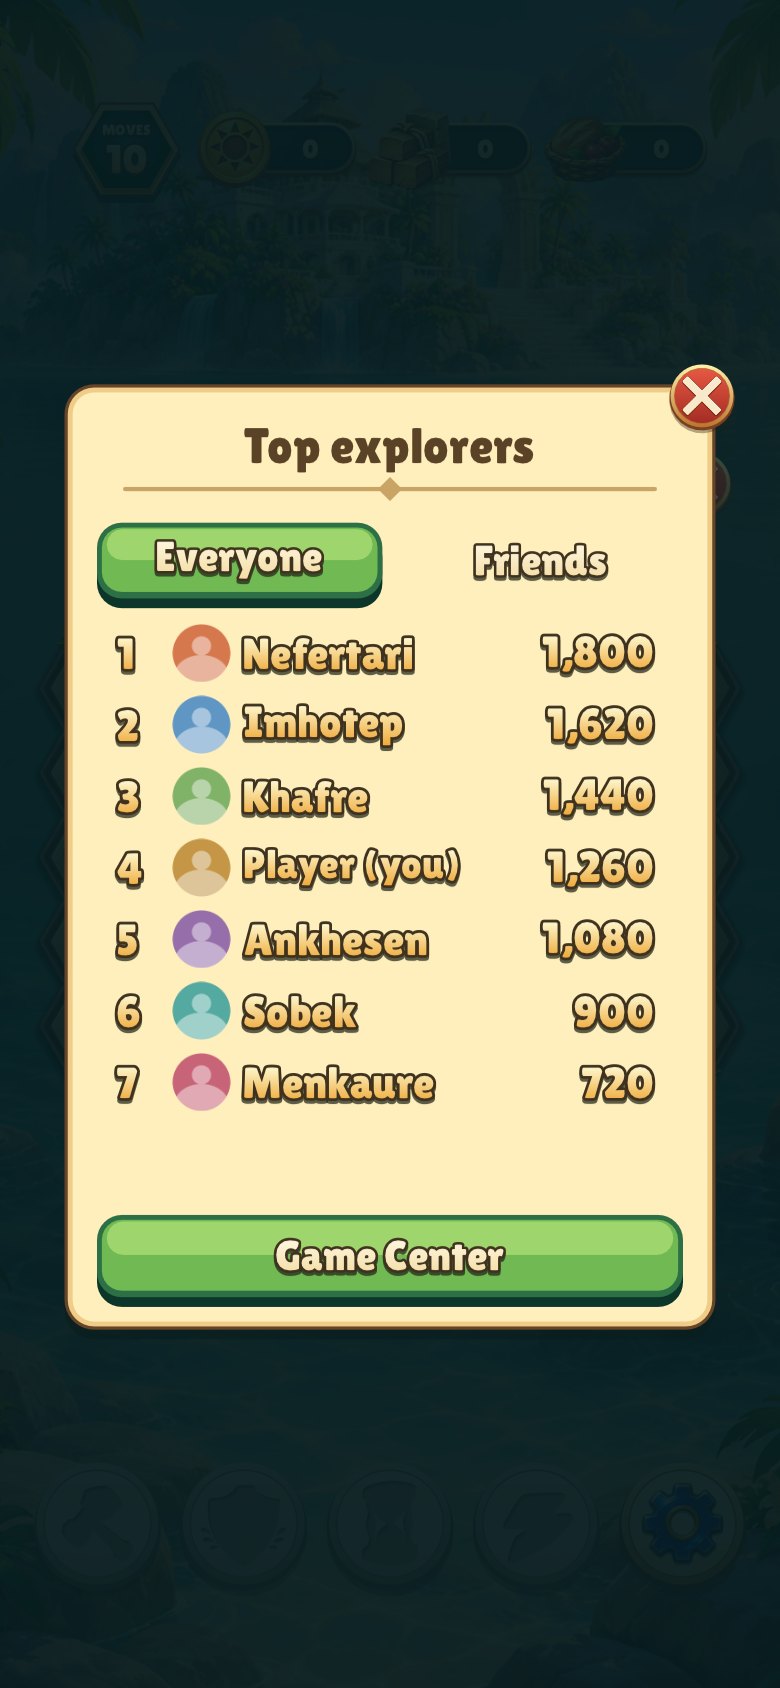 MOVES
10
0
0
0
Top explorers
Everyone
Friends
1 Nefertari 1,800
2 Imhotep 1,620
3 Khafre 1,440
4 Player (you) 1,260
5 Ankhesen 1,080
6 Sobek 900
7 Menkaure 720
Game Center